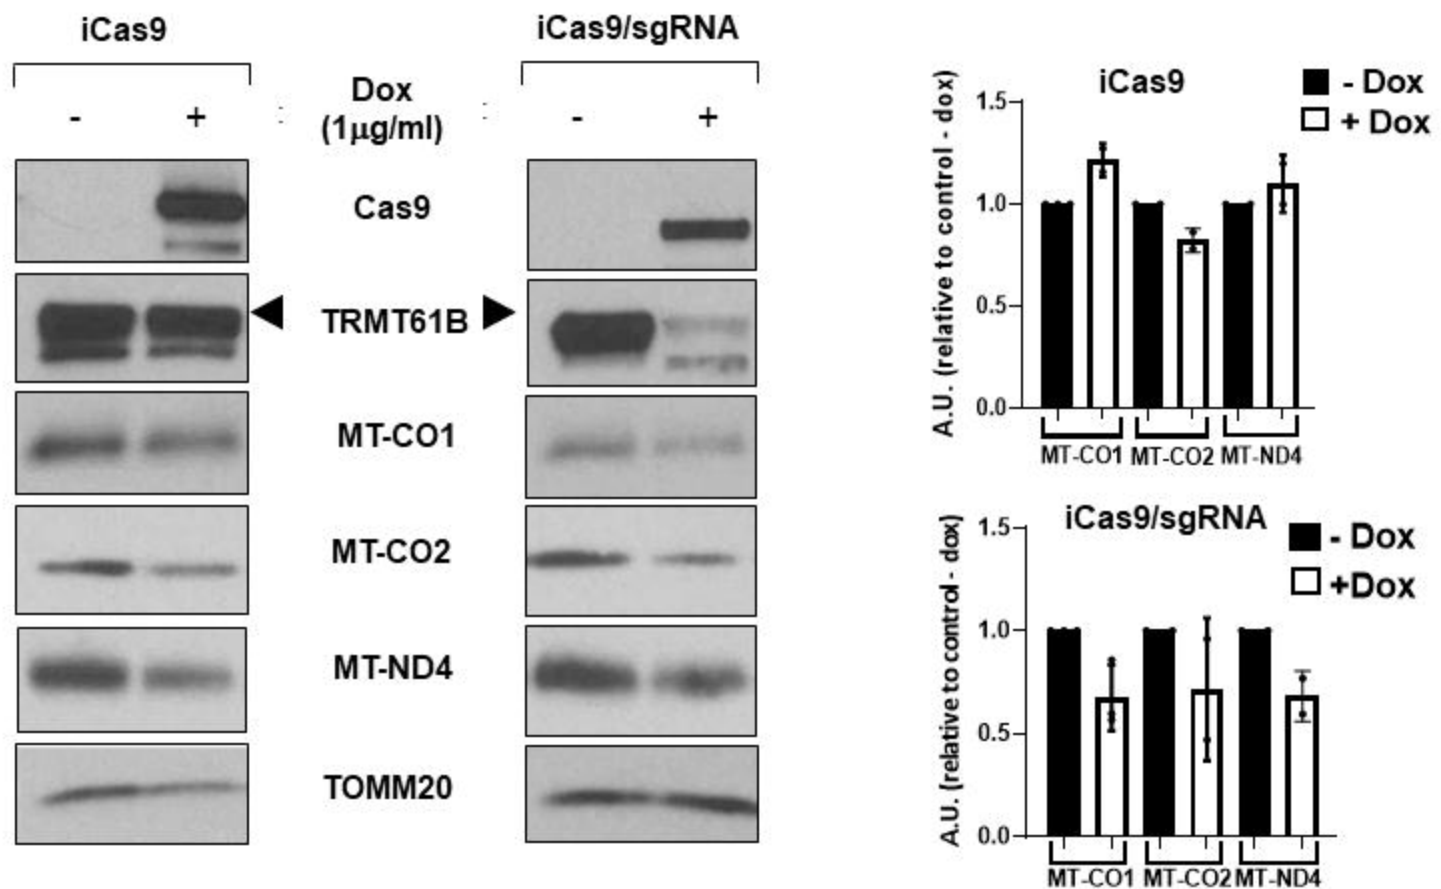 iCas9
iCas9/sgRNA
Dox
(1μg/ml)
- + : : - +
Cas9
TRMT61B
MT-CO1
MT-CO2
MT-ND4
TOMM20
iCas9
- Dox
+ Dox
A.U. (relative to control - dox)
1.5
1.0
0.5
0.0
MT-CO1 MT-CO2 MT-ND4
iCas9/sgRNA
- Dox
+Dox
A.U. (relative to control - dox)
1.5
1.0
0.5
0.0
MT-CO1 MT-CO2 MT-ND4